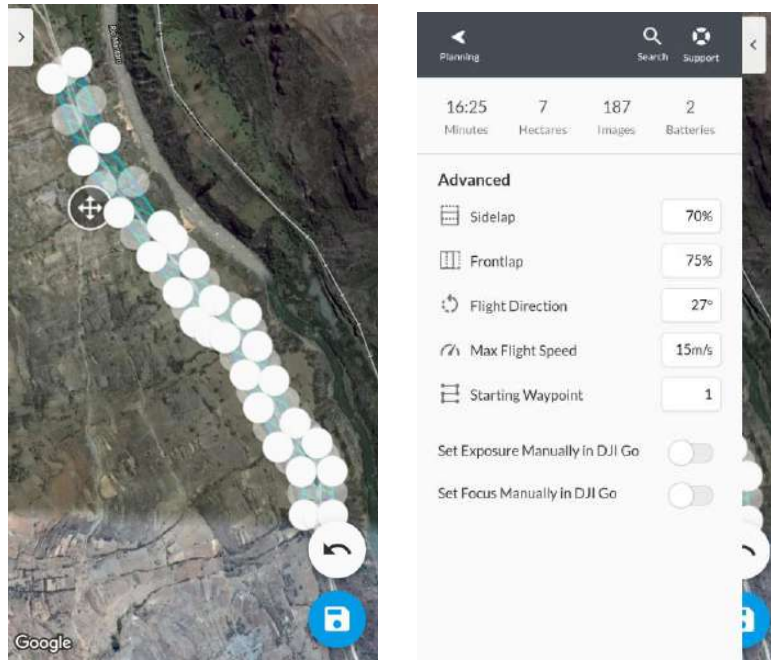 Google
Planning
Search
Support
16:25
7
187
2
Minutes
Hectares
Images
Batteries
Advanced
Sidelap
70%
Frontlap
75%
Flight Direction
27°
Max Flight Speed
15m/s
Starting Waypoint
1
Set Exposure Manually in DJI Go
Set Focus Manually in DJI Go